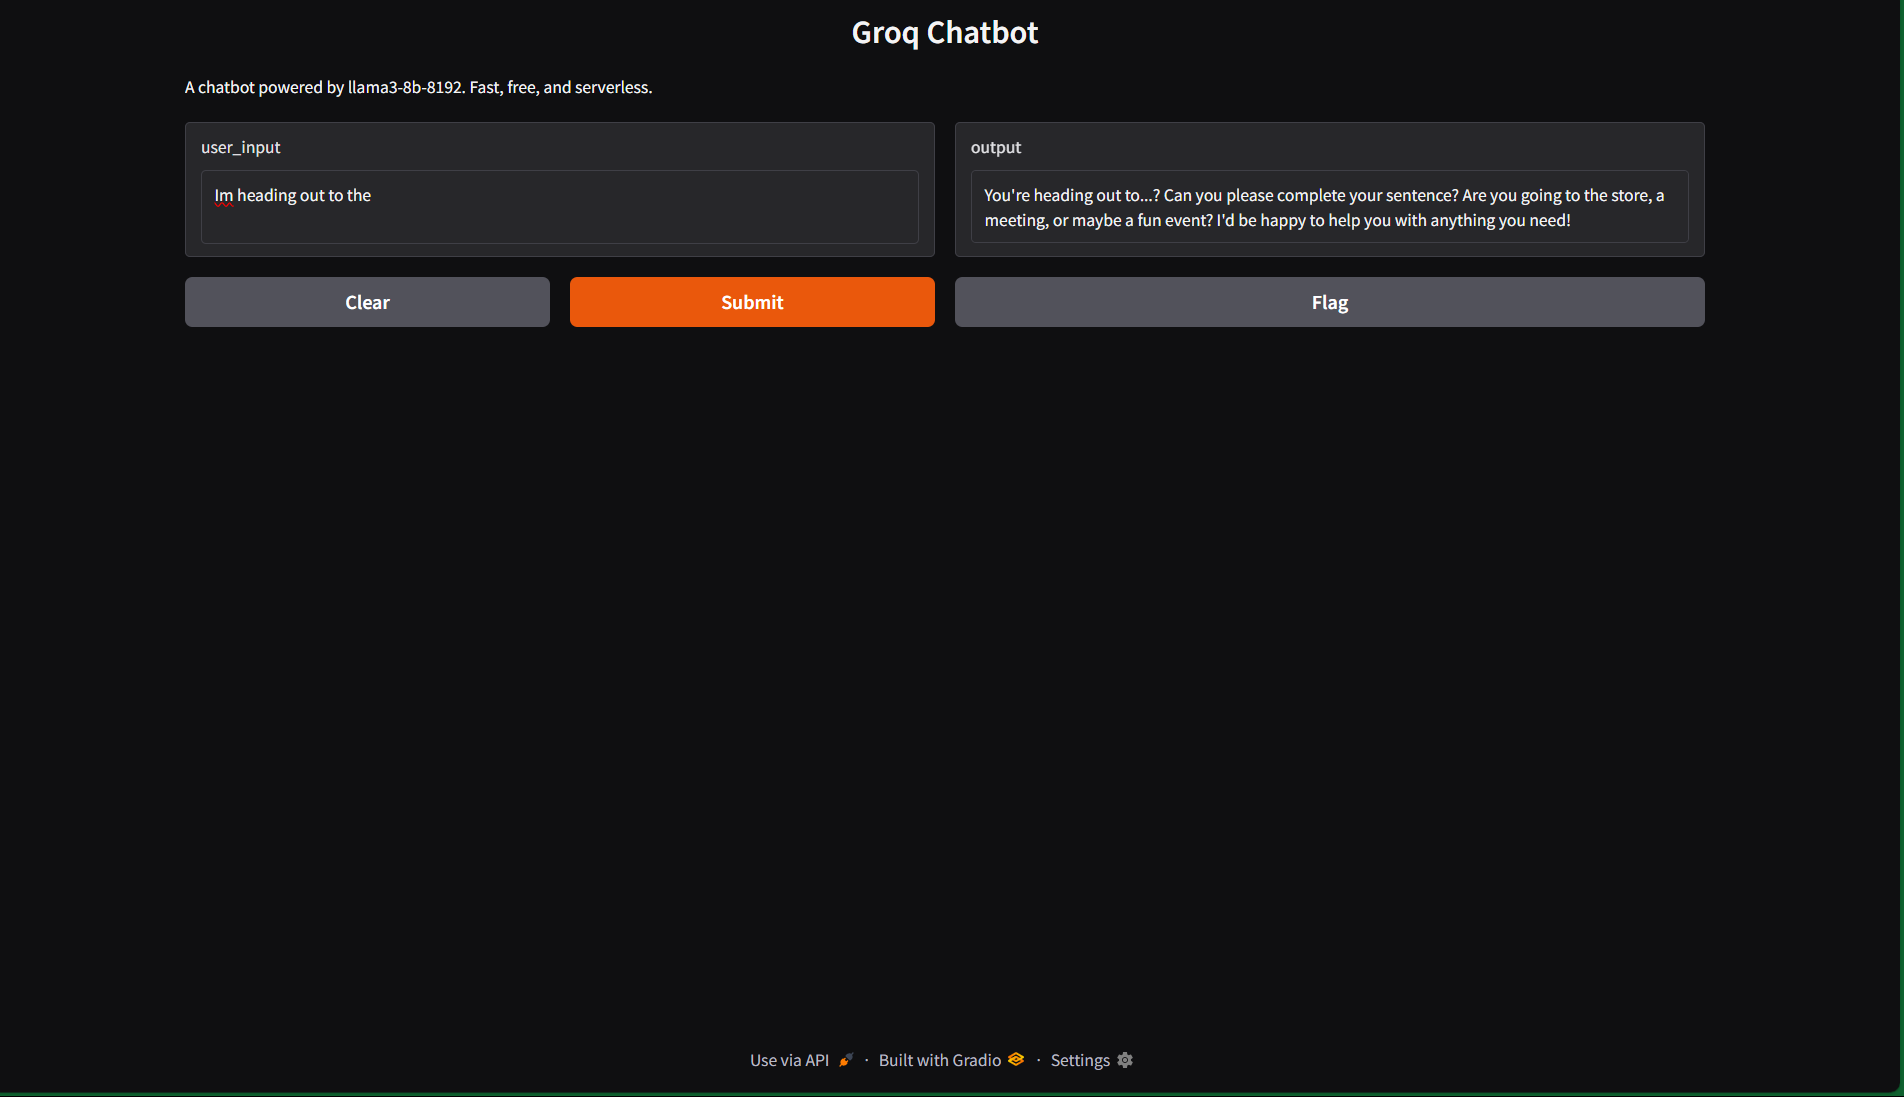 Groq Chatbot
A chatbot powered by llama3-8b-8192. Fast, free, and serverless.
user_input
Im heading out to the
output
You're heading out to...? Can you please complete your sentence? Are you going to the store, a
meeting, or maybe a fun event? I'd be happy to help you with anything you need!
Clear
Submit
Flag
Use via API · Built with Gradio · Settings